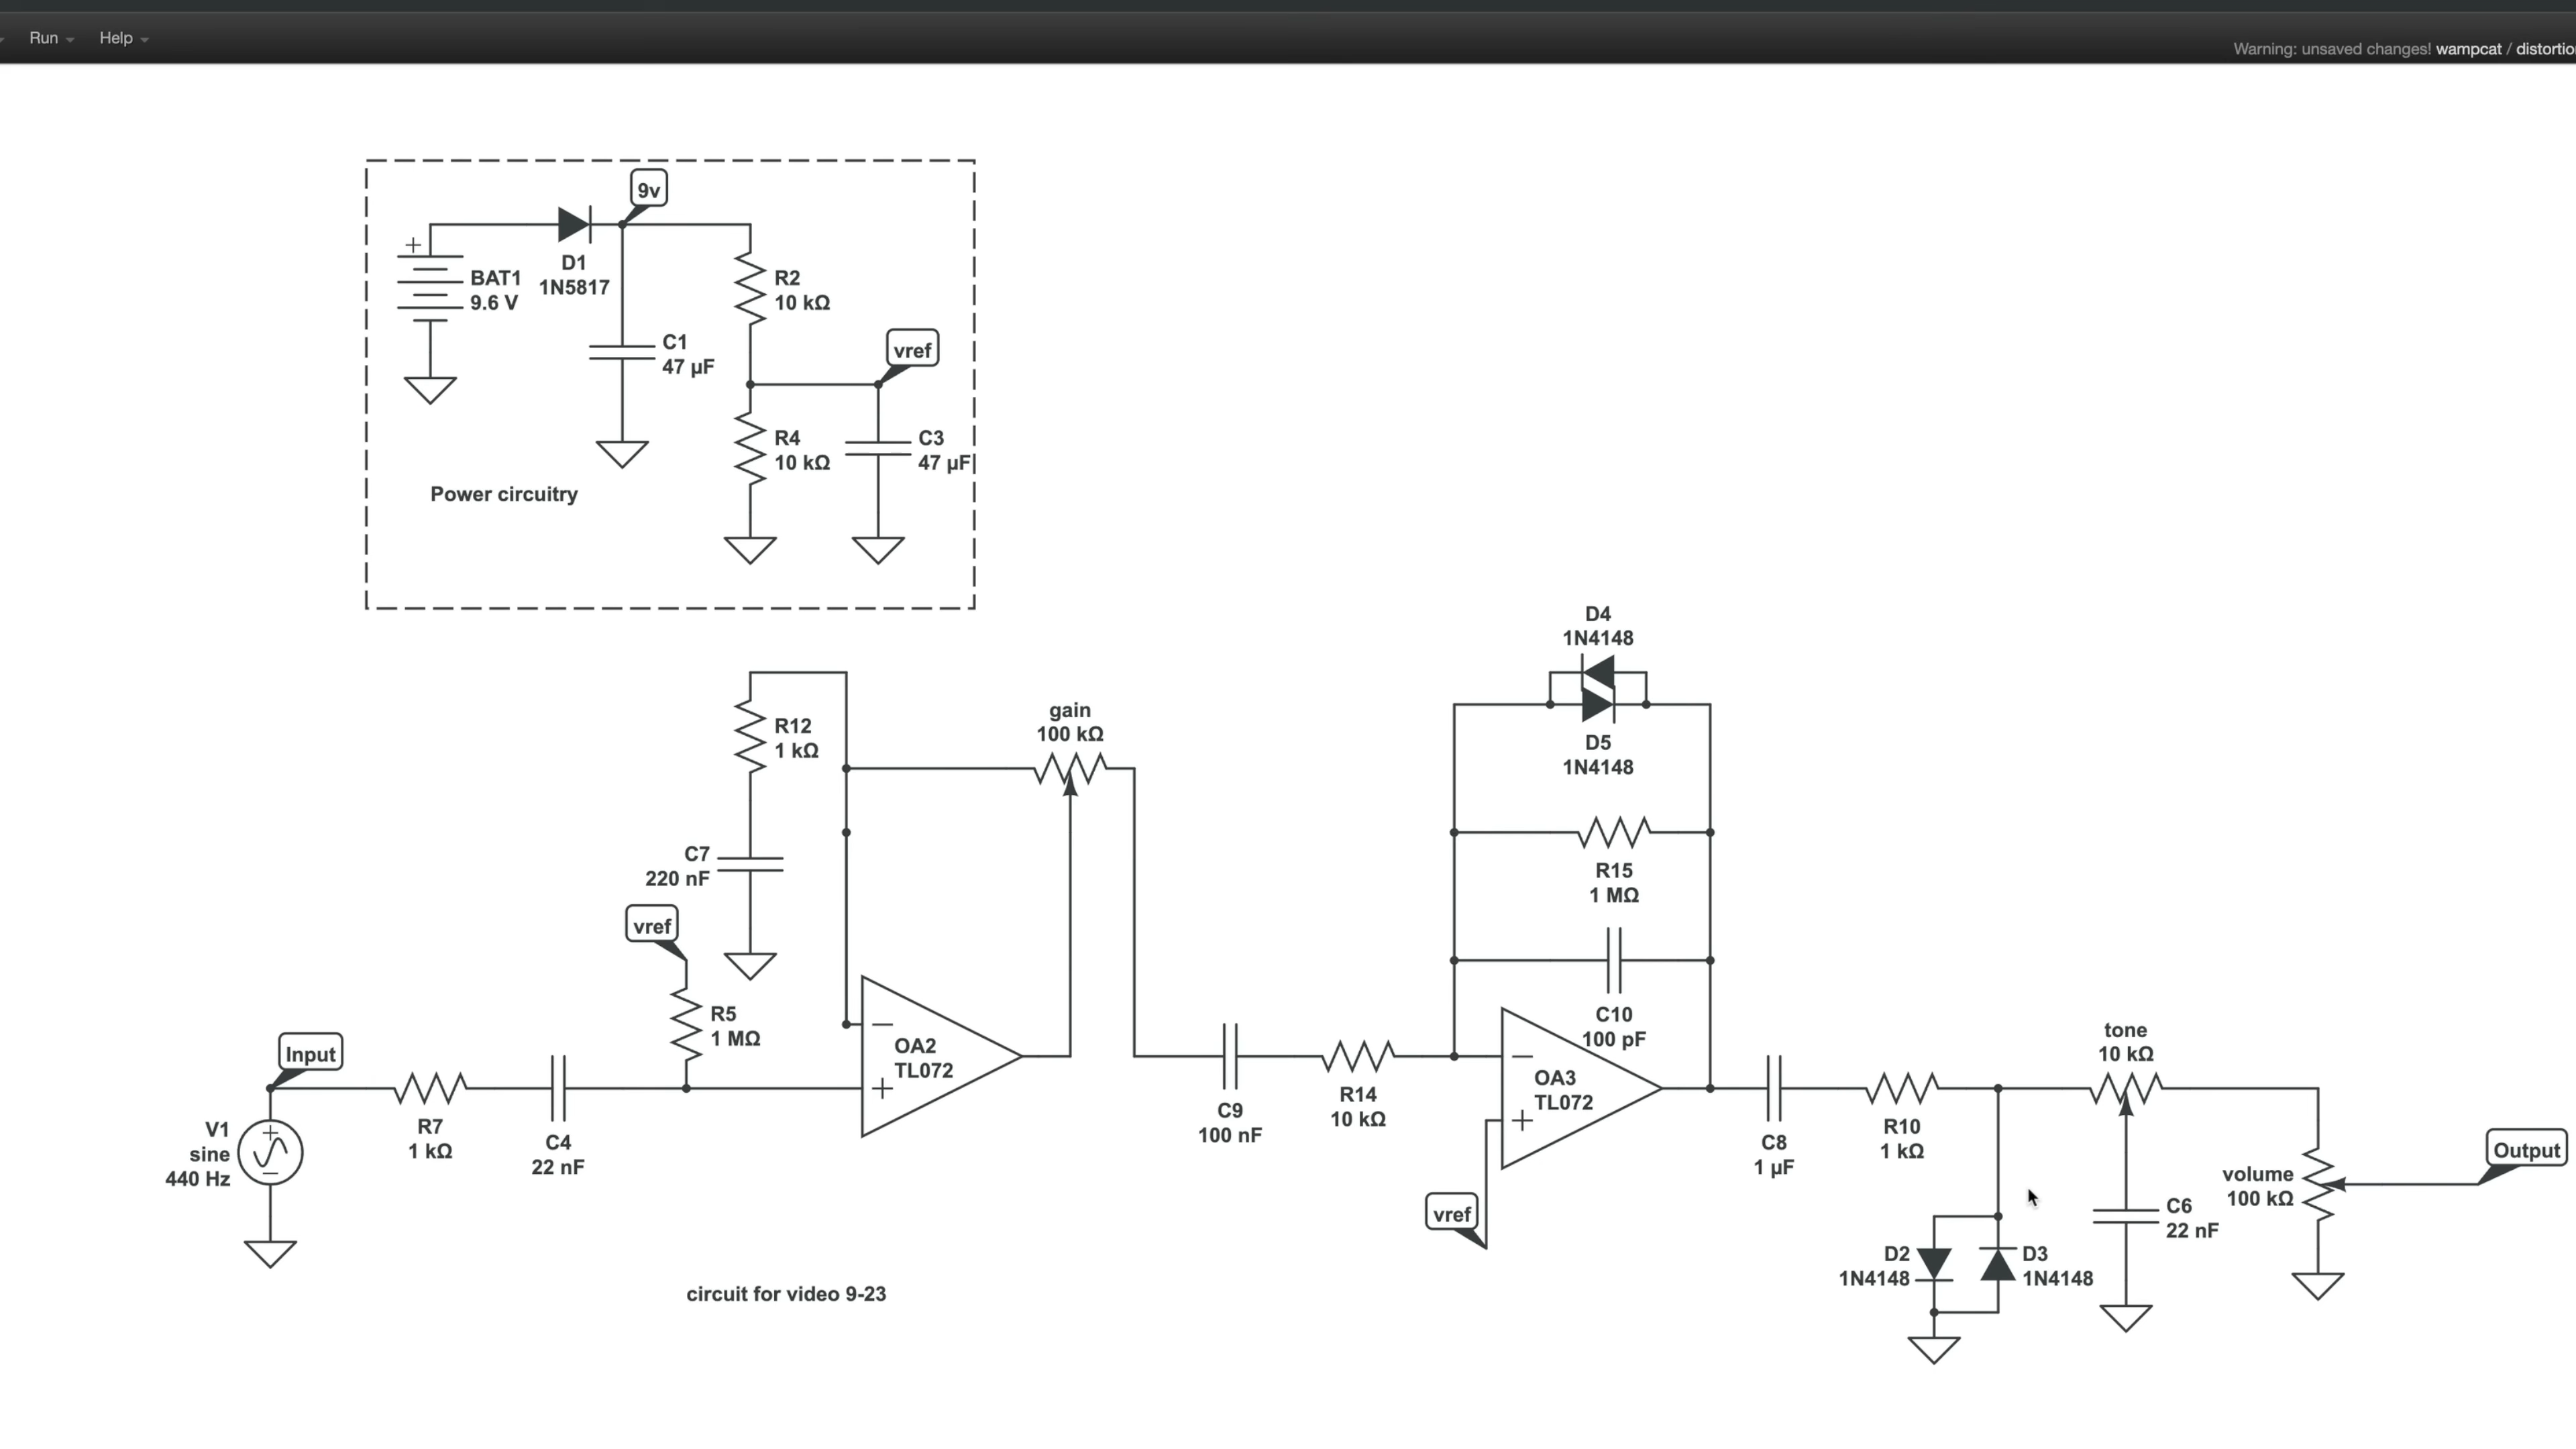 Run
Help
Warning: unsaved changes! wampcat / distortio
9v
D1
1N5817
+
BAT1
9.6 V
R2
10 kΩ
C1
47 µF
vref
R4
10 kΩ
C3
47 µF
Power circuitry
D4
1N4148
D5
1N4148
R12
1 kΩ
gain
100 kΩ
C7
220 nF
R15
1 MΩ
vref
R5
1 MΩ
C10
100 pF
Input
OA2
TL072
tone
10 kΩ
OA3
TL072
R7
1 kΩ
C4
22 nF
V1
sine
440 Hz
C9
100 nF
R14
10 kΩ
C8
1 µF
R10
1 kΩ
Output
volume
100 kΩ
vref
C6
22 nF
D2
1N4148
D3
1N4148
circuit for video 9-23